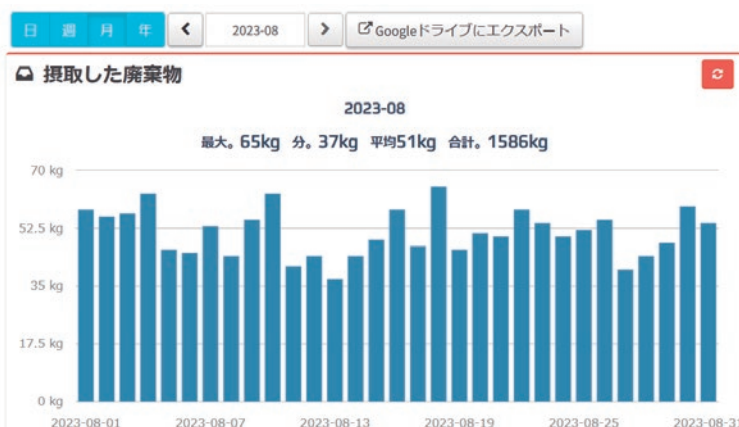 日 週 月 年 2023-08 Googleドライブにエクスポート
摂取した廃棄物
2023-08
最大。65kg 分。37kg 平均51kg 合計。1586kg
70 kg
52.5 kg
35 kg
17.5 kg
0 kg
2023-08-01 2023-08-07 2023-08-13 2023-08-19 2023-08-25 2023-08-31